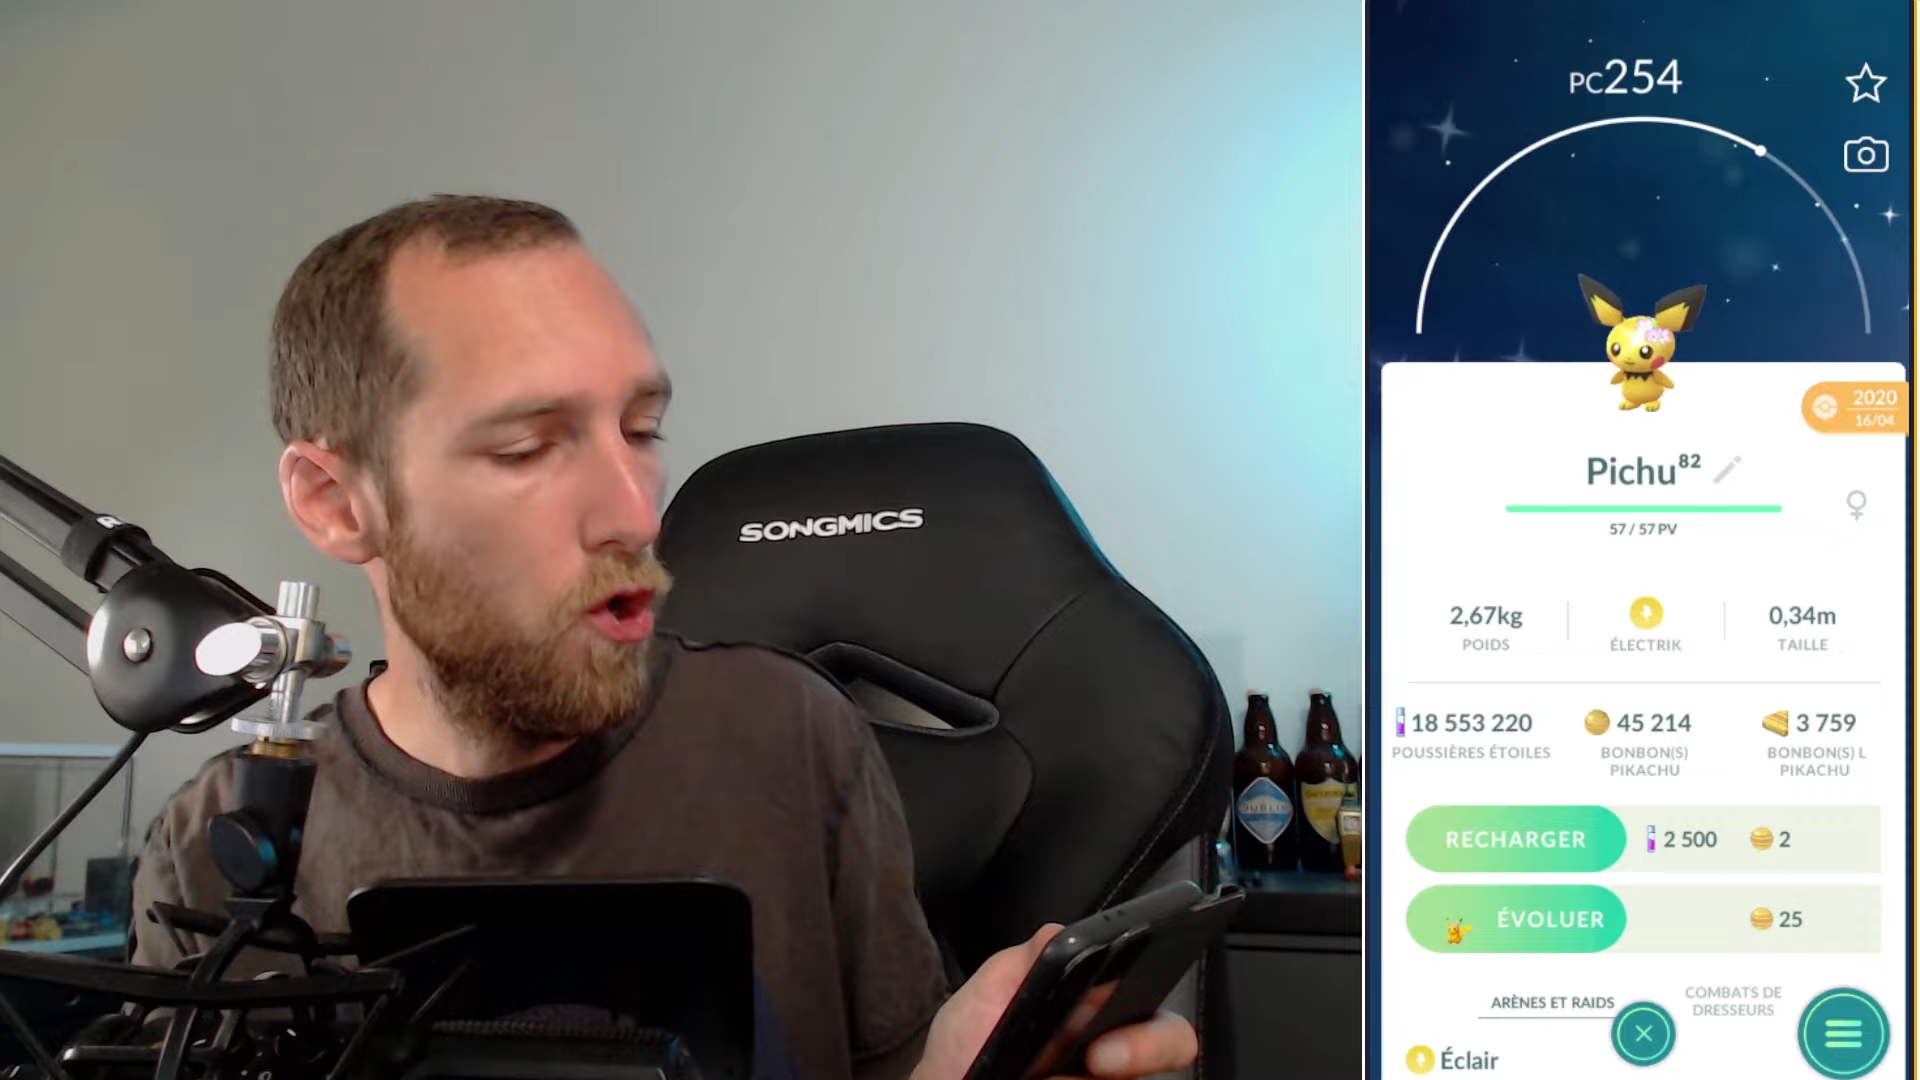 SONGMICS
R
DUBLIN
PC254
2020
16/04
Pichu⁸²
57 / 57 PV
2,67kg
POIDS
ÉLECTRIK
0,34m
TAILLE
18 553 220
POUSSIÈRES ÉTOILES
45 214
BONBON(S)
PIKACHU
3 759
BONBON(S) L
PIKACHU
RECHARGER
2 500
2
ÉVOLUER
25
ARÈNES ET RAIDS
COMBATS DE
DRESSEURS
Éclair